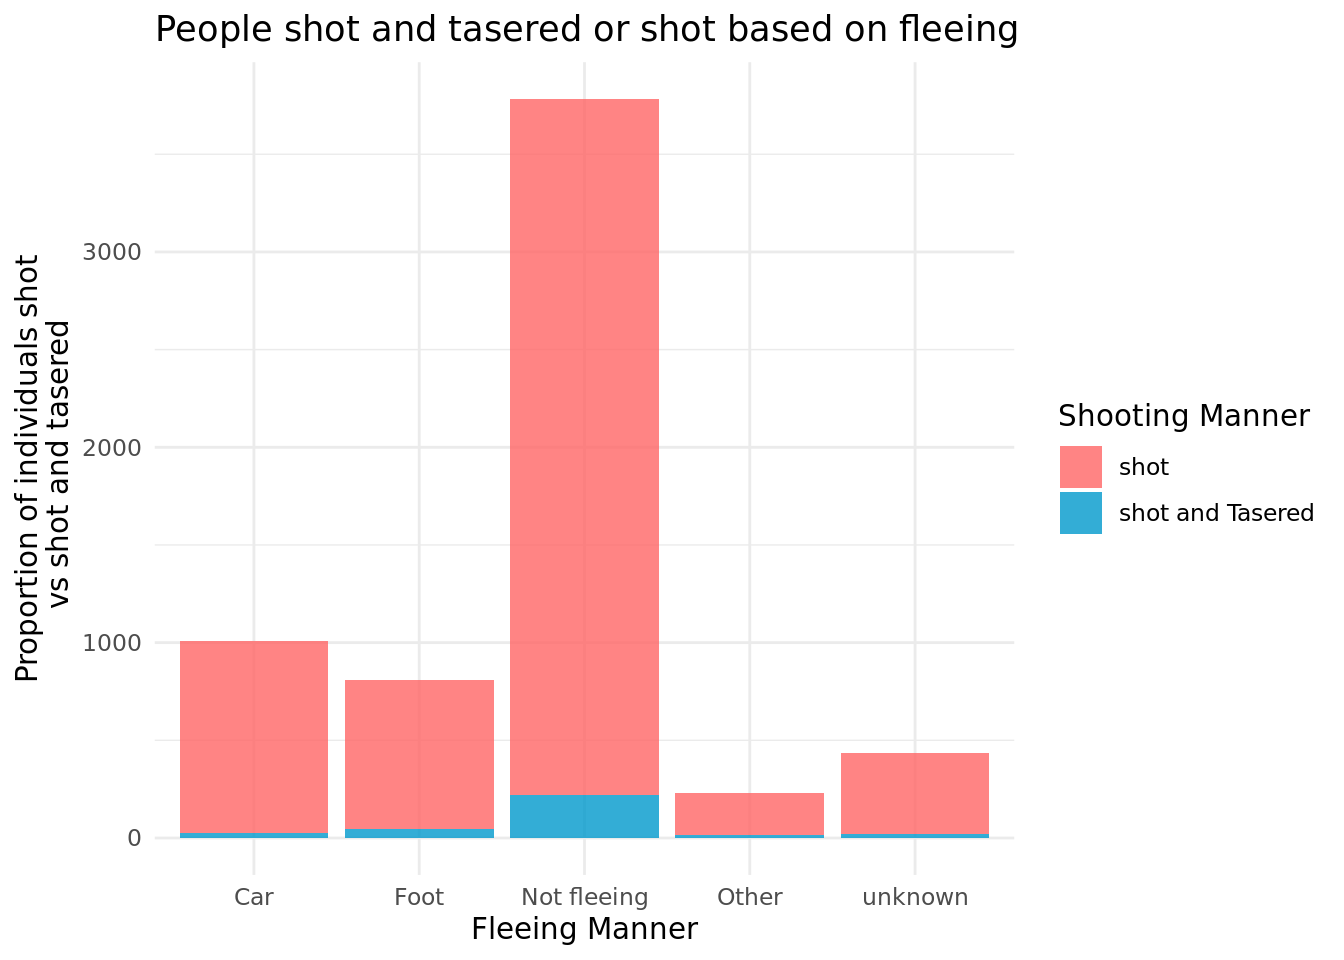 People shot and tasered or shot based on fleeing
Proportion of individuals shot
vs shot and tasered
3000
2000
1000
0
Car
Foot
Not fleeing
Other
unknown
Fleeing Manner
Shooting Manner
shot
shot and Tasered